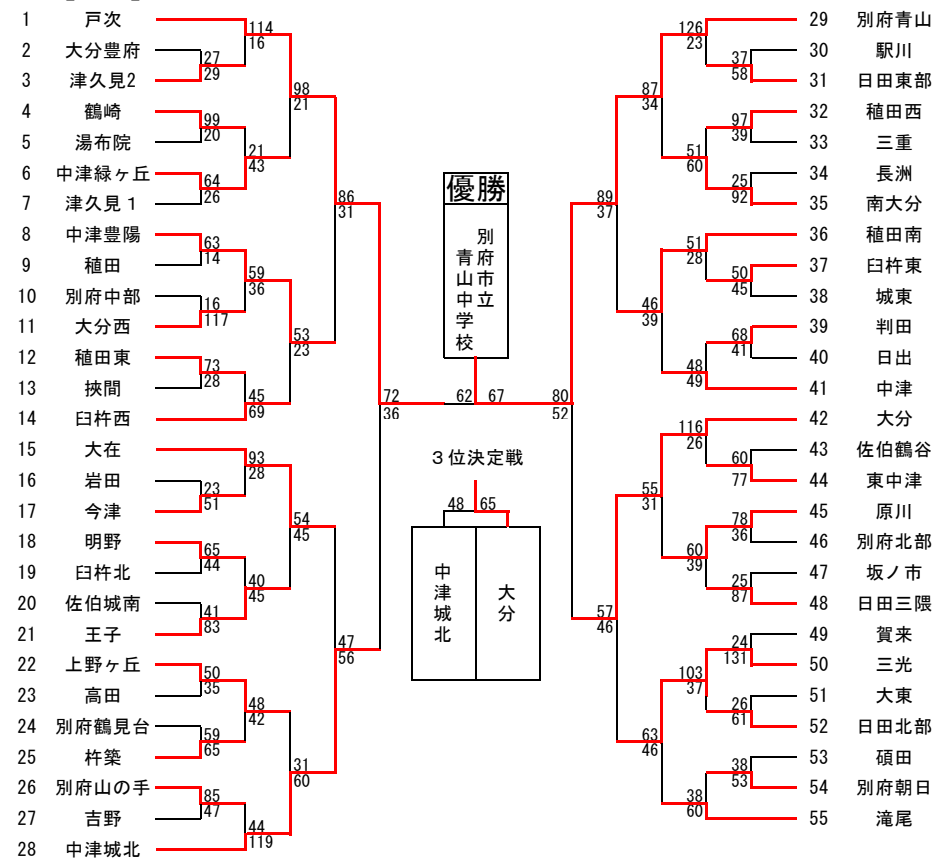 1 戸次
2 大分豊府
3 津久見2
4 鶴崎
5 湯布院
6 中津緑ヶ丘
7 津久見１
8 中津豊陽
9 稙田
10 別府中部
11 大分西
12 稙田東
13 挾間
14 臼杵西
15 大在
16 岩田
17 今津
18 明野
19 臼杵北
20 佐伯城南
21 王子
22 上野ヶ丘
23 高田
24 別府鶴見台
25 杵築
26 別府山の手
27 吉野
28 中津城北
114
16
27
29
99
20
21
43
64
26
98
21
63
14
59
36
16
117
73
28
45
69
53
23
86
31
93
28
23
51
65
44
40
45
41
83
54
45
50
35
48
42
59
65
85
47
44
119
31
60
47
56
72
36
優勝
別府市立
青山中学校
62 67
３位決定戦
48 65
中津城北
大分
80
52
89
37
87
34
126
23
37
58
97
39
51
60
25
92
51
28
50
45
46
39
68
41
48
49
116
26
60
77
55
31
78
36
60
39
25
87
57
46
24
131
103
37
26
61
63
46
38
53
38
60
29 別府青山
30 駅川
31 日田東部
32 稙田西
33 三重
34 長洲
35 南大分
36 稙田南
37 臼杵東
38 城東
39 判田
40 日出
41 中津
42 大分
43 佐伯鶴谷
44 東中津
45 原川
46 別府北部
47 坂ノ市
48 日田三隈
49 賀来
50 三光
51 大東
52 日田北部
53 碩田
54 別府朝日
55 滝尾